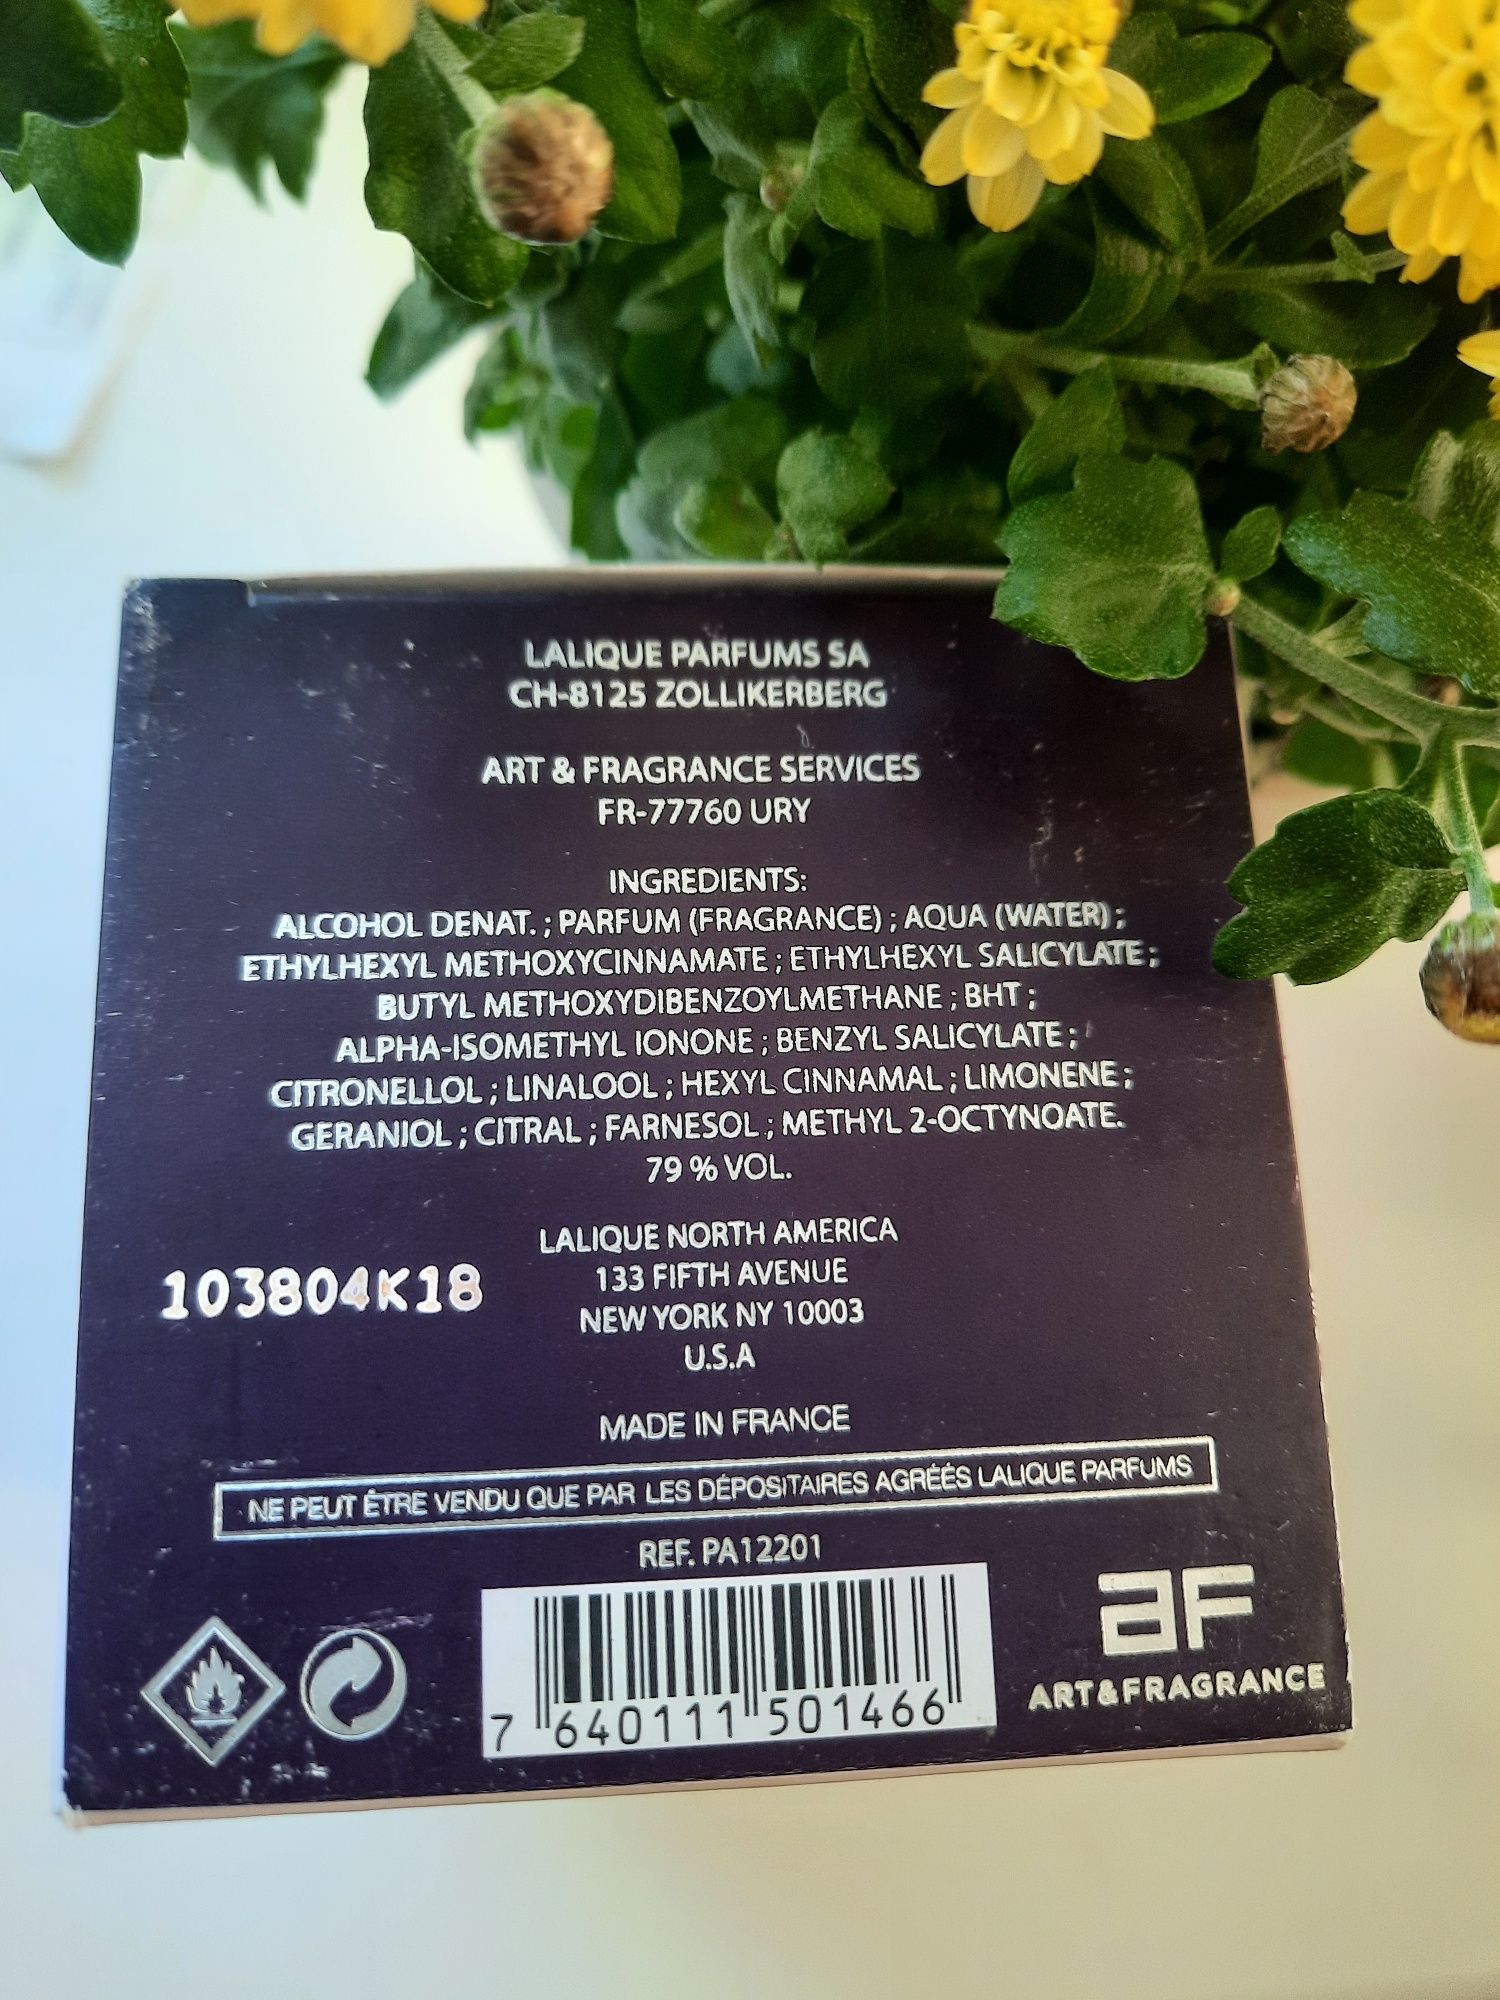 LALIQUE PARFUMS SA
CH-8125 ZOLLIKERBERG
ART & FRAGRANCE SERVICES
FR-77760 URY
INGREDIENTS:
ALCOHOL DENAT. ; PARFUM (FRAGRANCE) ; AQUA (WATER) ;
ETHYLHEXYL METHOXYCINNAMATE ; ETHYLHEXYL SALICYLATE ;
BUTYL METHOXYDIBENZOYLMETHANE ; BHT ;
ALPHA-ISOMETHYL IONONE ; BENZYL SALICYLATE ;
CITRONELLOL ; LINALOOL ; HEXYL CINNAMAL ; LIMONENE ;
GERANIOL ; CITRAL ; FARNESOL ; METHYL 2-OCTYNOATE.
79 % VOL.
LALIQUE NORTH AMERICA
133 FIFTH AVENUE
NEW YORK NY 10003
U.S.A
103804K18
MADE IN FRANCE
NE PEUT ÊTRE VENDU QUE PAR LES DÉPOSITAIRES AGRÉÉS LALIQUE PARFUMS
REF. PA12201
7 640111 501466
aF
ART&FRAGRANCE